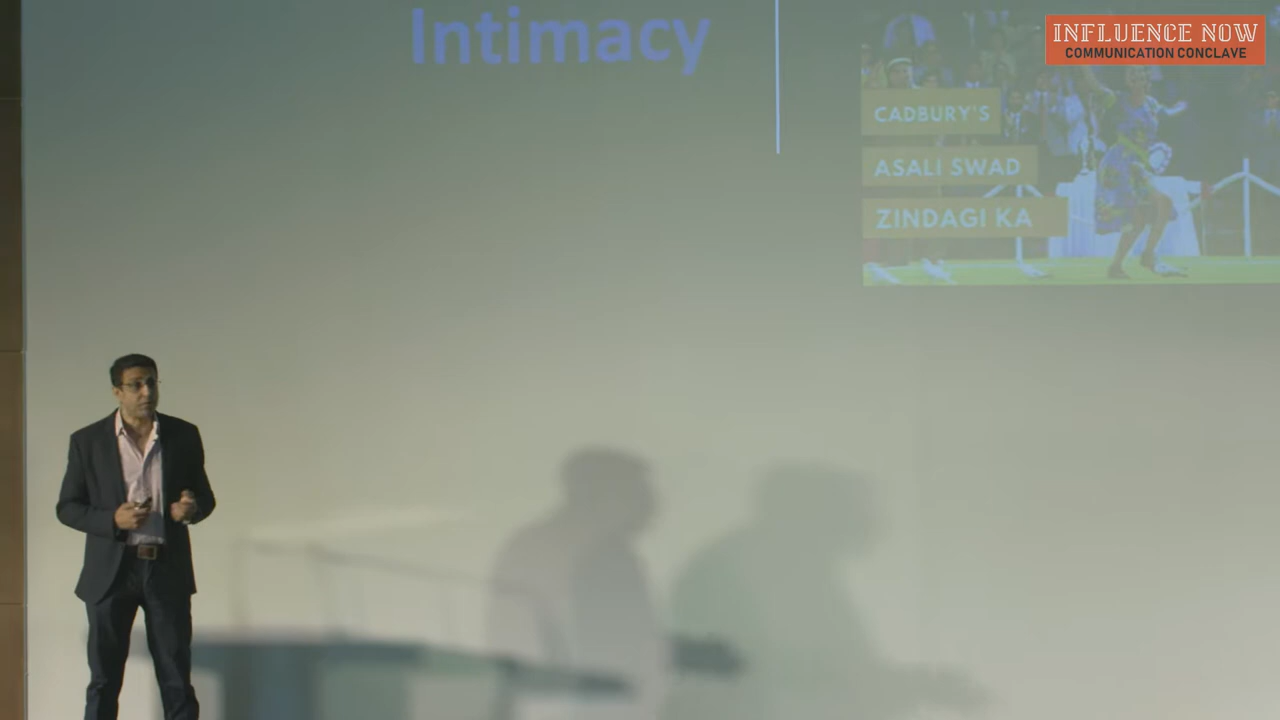 Intimacy
INFLUENCE NOW
COMMUNICATION CONCLAVE
CADBURY'S
ASALI SWAD
ZINDAGI KA